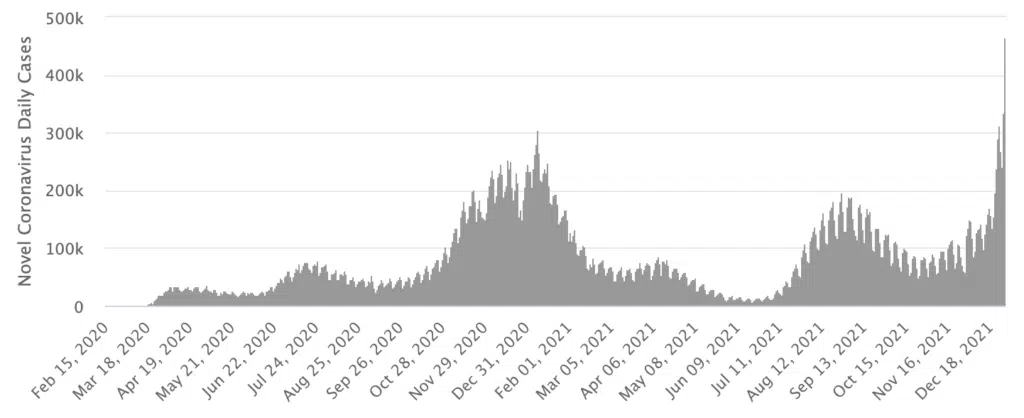 Novel Coronavirus Daily Cases
500k
400k
300k
200k
100k
0
Feb 15, 2020
Mar 18, 2020
Apr 19, 2020
May 21, 2020
Jun 22, 2020
Jul 24, 2020
Aug 25, 2020
Sep 26, 2020
Oct 28, 2020
Nov 29, 2020
Dec 31, 2020
Feb 01, 2021
Mar 05, 2021
Apr 06, 2021
May 08, 2021
Jun 09, 2021
Jul 11, 2021
Aug 12, 2021
Sep 13, 2021
Oct 15, 2021
Nov 16, 2021
Dec 18, 2021